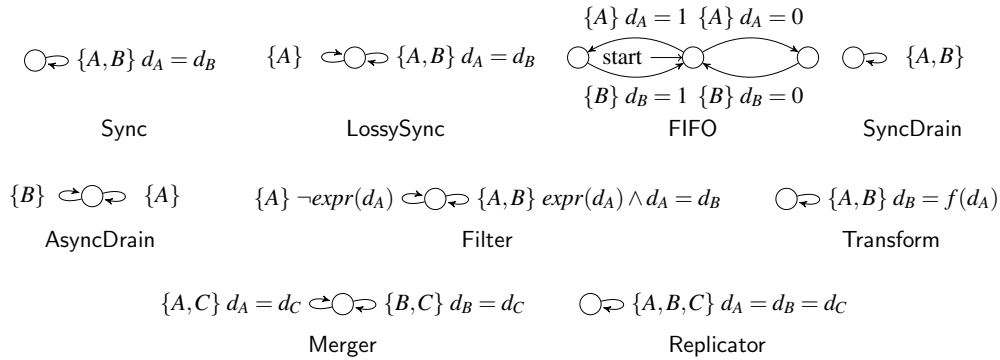 {A} d_A = 1 {A} d_A = 0
{A,B} d_A = d_B
{A} {A,B} d_A = d_B
start
{A,B}
{B} d_B = 1 {B} d_B = 0
Sync LossySync FIFO SyncDrain
{B} {A}
{A} ¬expr(d_A) {A,B} expr(d_A) ∧ d_A = d_B
{A,B} d_B = f(d_A)
AsyncDrain Filter Transform
{A,C} d_A = d_C {B,C} d_B = d_C
{A,B,C} d_A = d_B = d_C
Merger Replicator